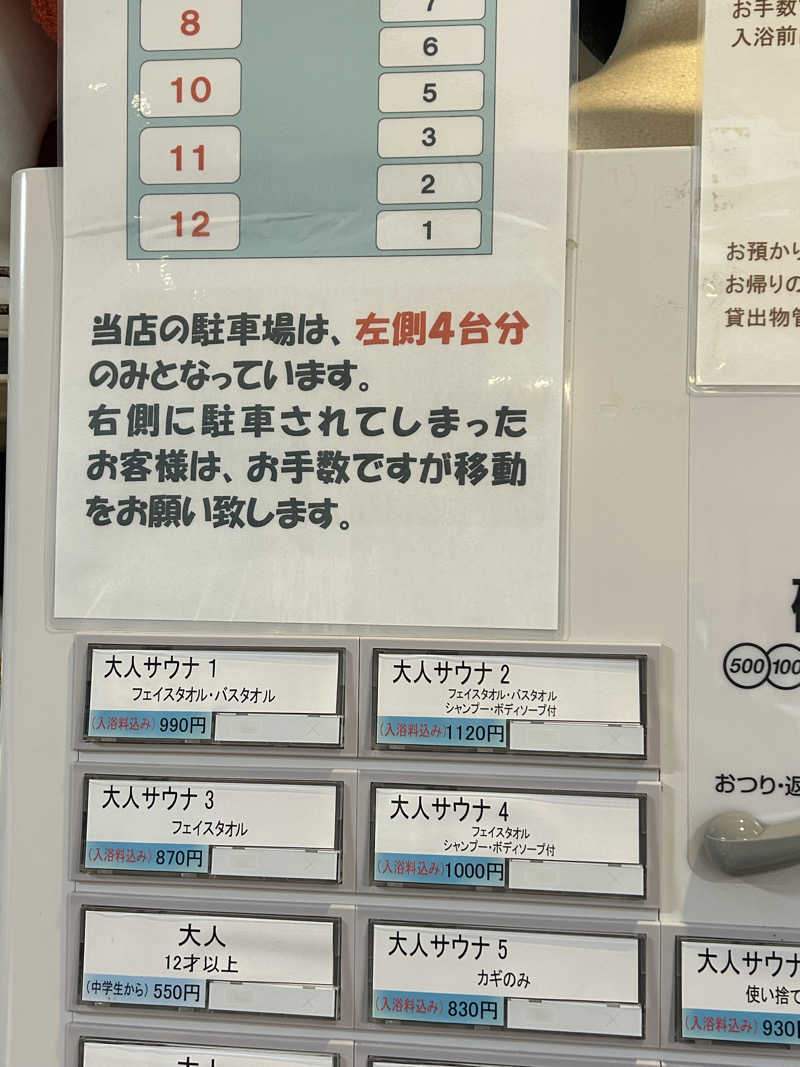 8
10
11
12
7
6
5
3
2
1
当店の駐車場は、左側4台分
のみとなっています。
右側に駐車されてしまった
お客様は、お手数ですが移動
をお願い致します。
お手数
入浴前
お預か
お帰りの
貸出物
500 100
おつり・返
大人サウナ 1
フェイスタオル・バスタオル
(入浴料込み) 990円
大人サウナ 2
フェイスタオル・バスタオル
シャンプー・ボディソープ付
(入浴料込み) 1120円
大人サウナ 3
フェイスタオル
(入浴料込み) 870円
大人サウナ 4
フェイスタオル
シャンプー・ボディソープ付
(入浴料込み) 1000円
大人
12才以上
(中学生から) 550円
大人サウナ 5
カギのみ
(入浴料込み) 830円
大人サウナ
使い捨て
(入浴料込み) 930円
大人